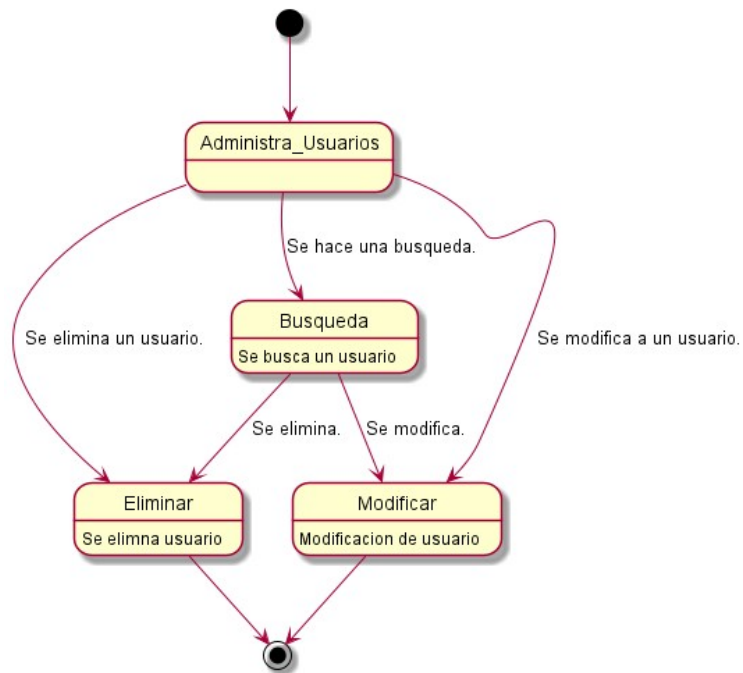 Administra_Usuarios
Se hace una busqueda.
Busqueda
Se busca un usuario
Se elimina un usuario.
Se modifica a un usuario.
Se elimina.
Se modifica.
Eliminar
Se elimna usuario
Modificar
Modificacion de usuario